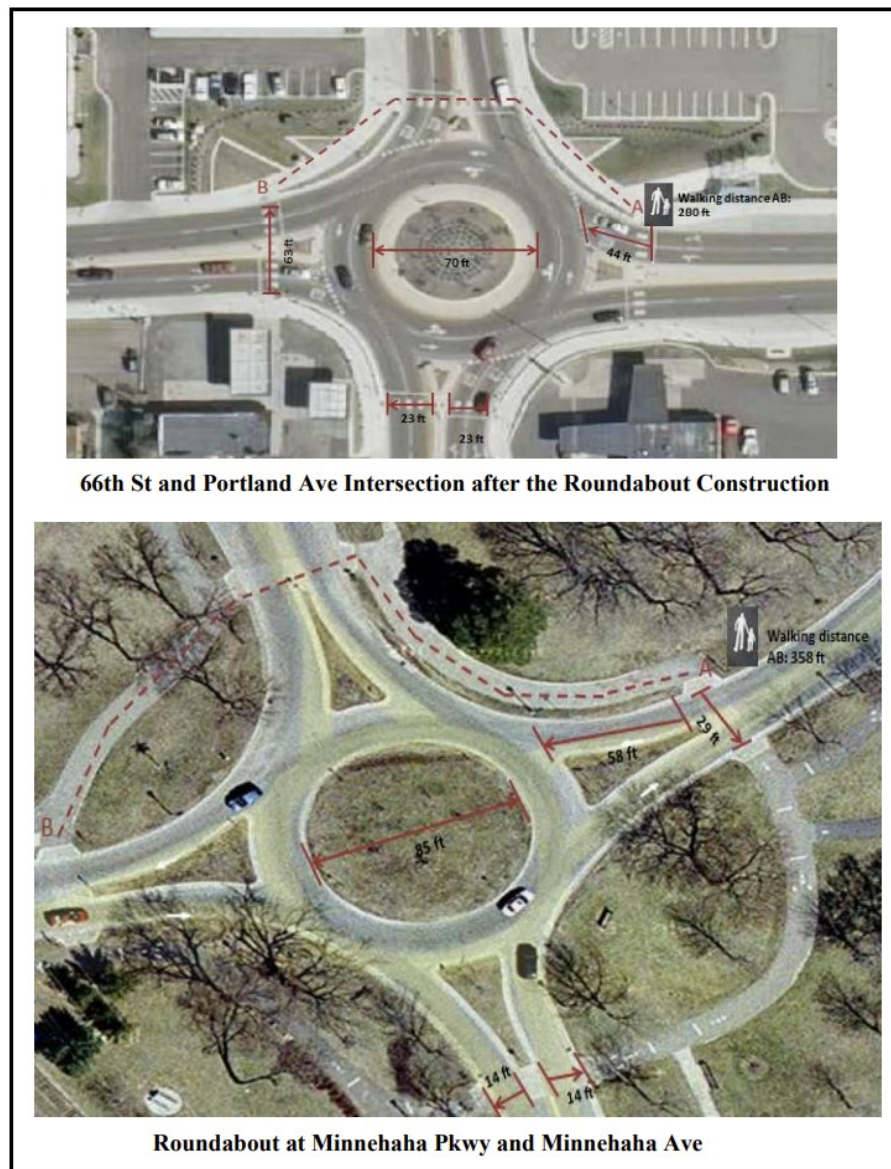 B
A
Walking distance AB:
280 ft
63 ft
70 ft
44 ft
23 ft
23 ft
66th St and Portland Ave Intersection after the Roundabout Construction
A
Walking distance
AB: 358 ft
29 ft
58 ft
B
85 ft
14 ft
14 ft
Roundabout at Minnehaha Pkwy and Minnehaha Ave